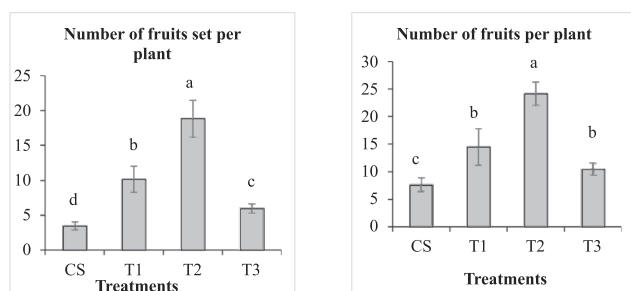 Number of fruits set per
plant
25
20
15
10
5
0
a
b
c
d
CS T1 T2 T3
Treatments
Number of fruits per plant
30
25
20
15
10
5
0
a
b
b
c
CS T1 T2 T3
Treatments